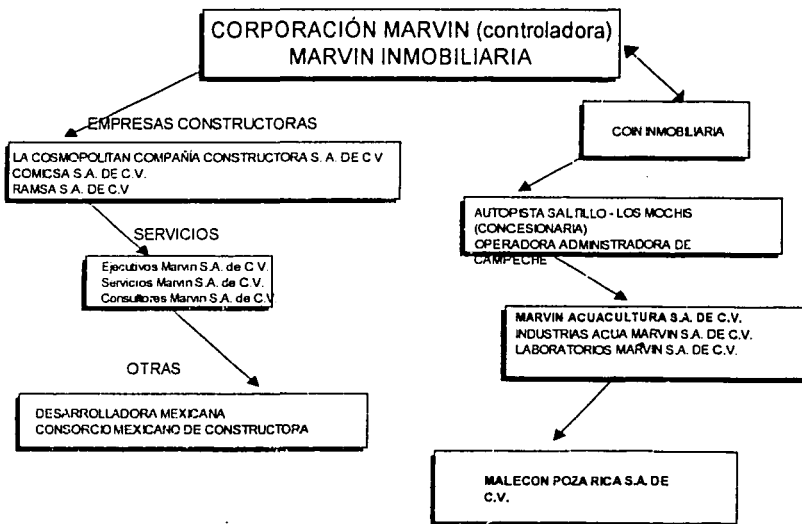 CORPORACIÓN MARVIN (controladora)
MARVIN INMOBILIARIA
EMPRESAS CONSTRUCTORAS
LA COSMOPOLITAN COMPAÑÍA CONSTRUCTORA S. A. DE C V
COMICSA S.A. DE C.V.
RAMSA S.A. DE C.V
SERVICIOS
Ejecutivos Marvin S.A. de C V.
Servicios Marvin S.A. de C.V.
Consultores Marvin S.A. de C.V
OTRAS
DESARROLLADORA MEXICANA
CONSORCIO MEXICANO DE CONSTRUCTORA
COIN INMOBILIARIA
AUTOPISTA SALTILLO - LOS MOCHIS
(CONCESIONARIA)
OPERADORA ADMINISTRADORA DE
CAMPECHE
MARVIN ACUACULTURA S.A. DE C.V.
INDUSTRIAS ACUA MARVIN S.A. DE C.V.
LABORATORIOS MARVIN S.A. DE C.V.
MALECON POZA RICA S.A. DE
C.V.